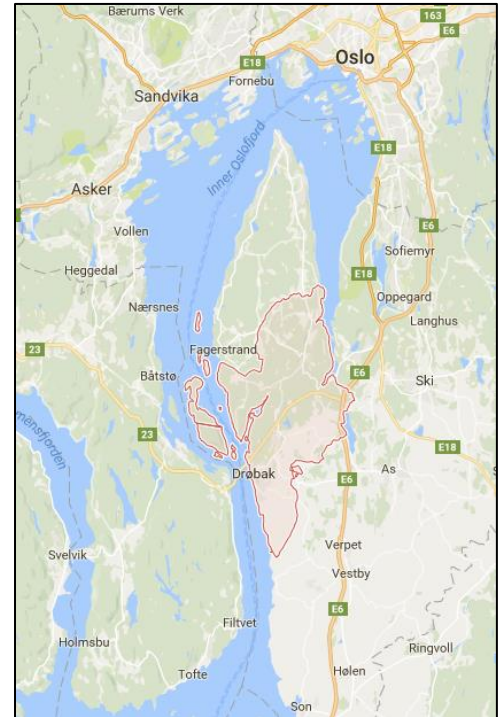 Bærums Verk
163
E6
Oslo
E18
Fornebu
Sandvika
Inner Oslofjord
E18
Asker
Vollen
Sofiemyr
Heggedal
E18
Oppegard
Nærsnes
Langhus
23
Fagerstrand
E6
Båtstø
Ski
23
E18
Drøbak
As
E6
Svelvik
Verpet
Vestby
E6
Filtvet
Holmsbu
Ringvoll
Tofte
Hølen
Son